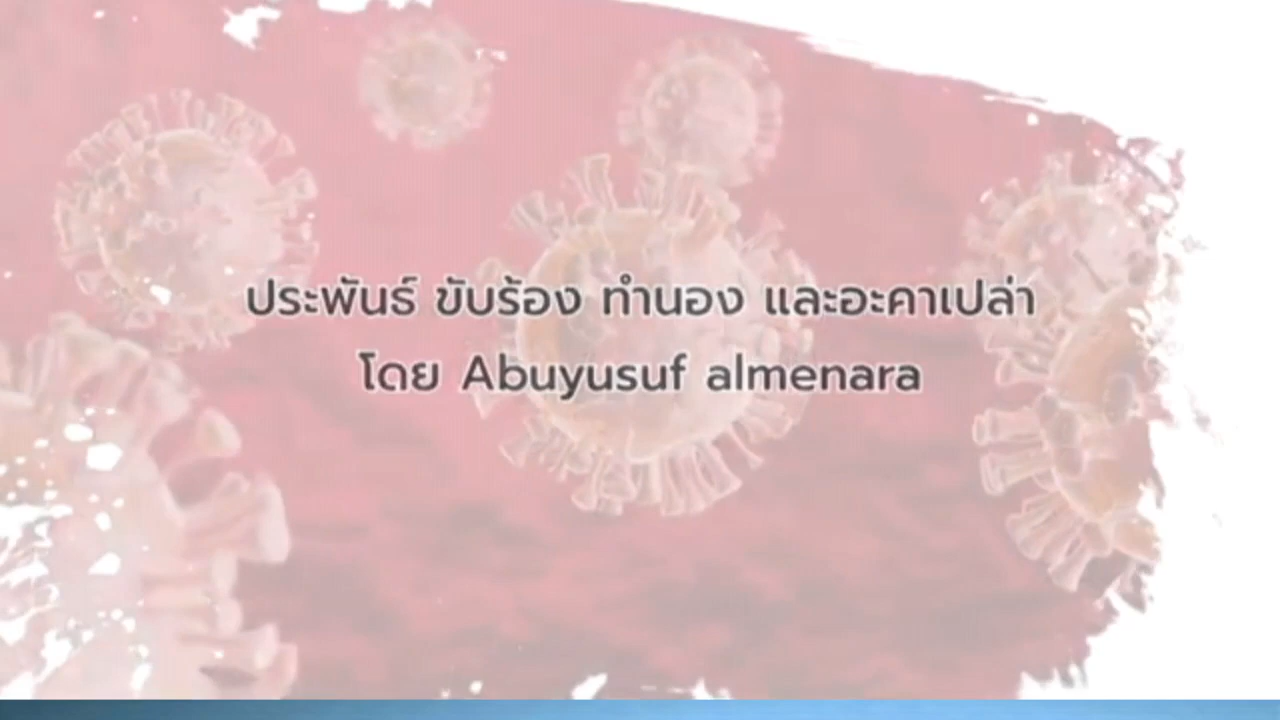 ประพันธ์ ขับร้อง ทำนอง และอะคาเปล่า
โดย Abuyusuf almenara